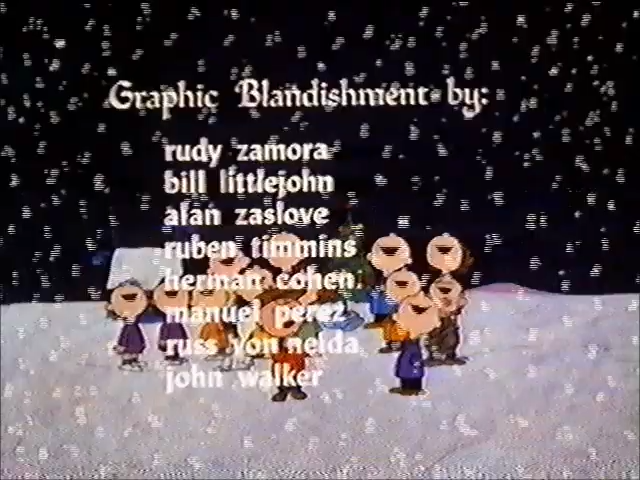 Graphic Blandishment by:
rudy zamora
bill littlejohn
alan zaslove
ruben timmins
herman cohen
manuel perez
russ von neida
john walker